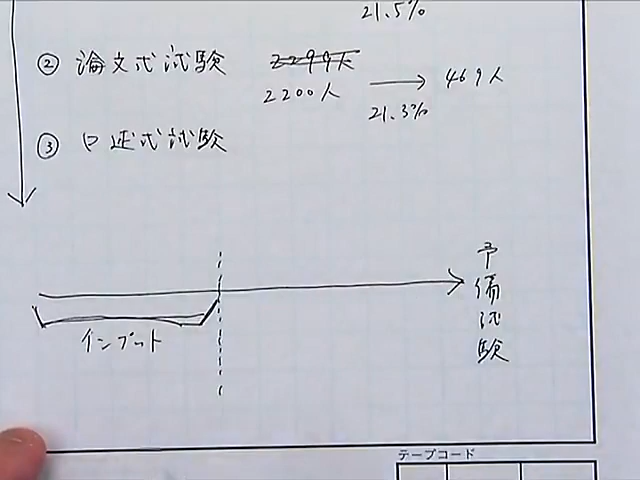 21.5%
② 論文式試験 2299人
2200人 → 469人
21.3%
③ 口述式試験
予備試験
インプット
テープコード